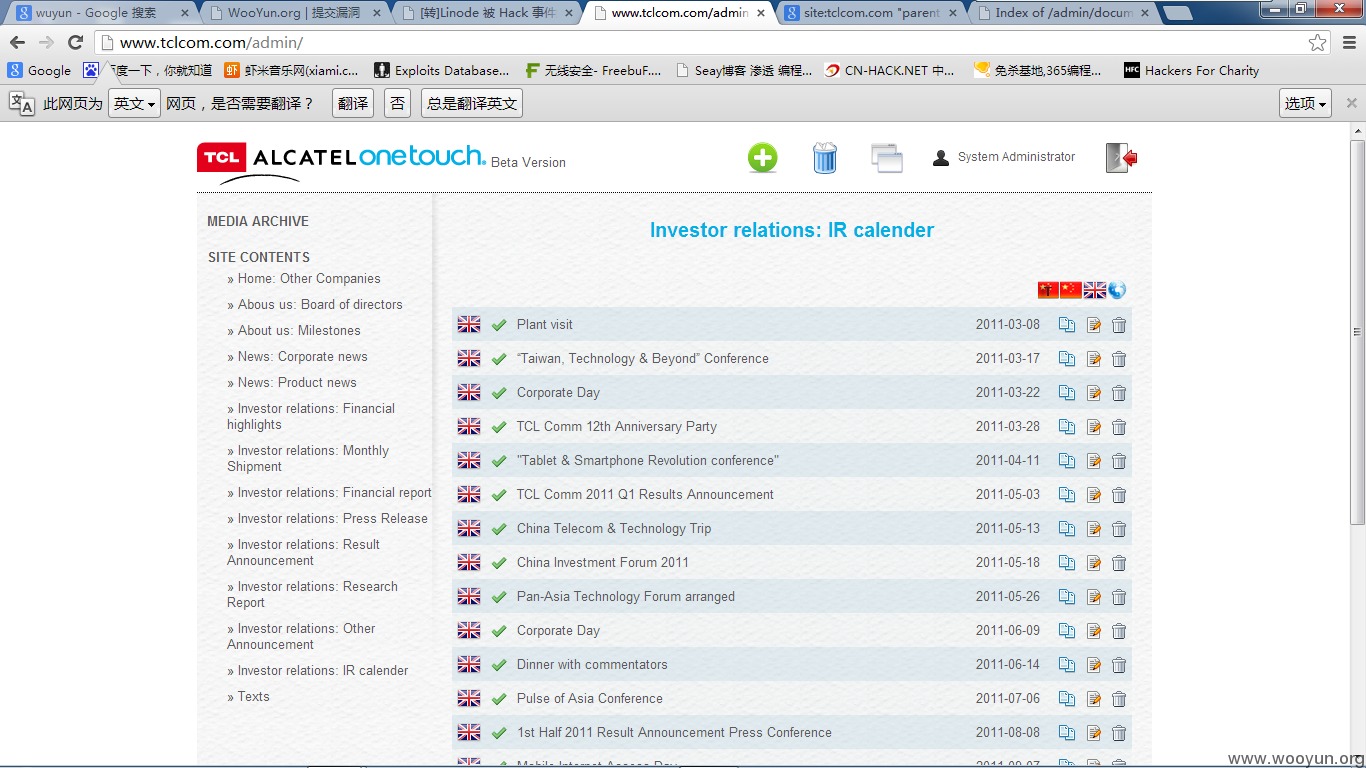 wuyun - Google 搜索
WooYun.org | 提交漏洞
[转]Linode 被 Hack 事件
www.tclcom.com/admin
site:tclcom.com "parent
Index of /admin/docum
www.tclcom.com/admin/
Google
百度一下，你就知道
虾 虾米音乐网(xiami.c...
Exploits Database...
无线安全- FreebuF....
Seay博客 渗透 编程...
CN-HACK.NET 中...
免杀基地,365编程...
HFC Hackers For Charity
此网页为 英文 网页，是否需要翻译？ 翻译 否 总是翻译英文 选项
TCL ALCATEL onetouch. Beta Version
System Administrator
MEDIA ARCHIVE
SITE CONTENTS
» Home: Other Companies
» Abous us: Board of directors
» About us: Milestones
» News: Corporate news
» News: Product news
» Investor relations: Financial
highlights
» Investor relations: Monthly
Shipment
» Investor relations: Financial report
» Investor relations: Press Release
» Investor relations: Result
Announcement
» Investor relations: Research
Report
» Investor relations: Other
Announcement
» Investor relations: IR calender
» Texts
Investor relations: IR calender
Plant visit 2011-03-08
“Taiwan, Technology & Beyond” Conference 2011-03-17
Corporate Day 2011-03-22
TCL Comm 12th Anniversary Party 2011-03-28
"Tablet & Smartphone Revolution conference" 2011-04-11
TCL Comm 2011 Q1 Results Announcement 2011-05-03
China Telecom & Technology Trip 2011-05-13
China Investment Forum 2011 2011-05-18
Pan-Asia Technology Forum arranged 2011-05-26
Corporate Day 2011-06-09
Dinner with commentators 2011-06-14
Pulse of Asia Conference 2011-07-06
1st Half 2011 Result Announcement Press Conference 2011-08-08
Mobile Internet Access Day 2011-09-07
www.wooyun.org